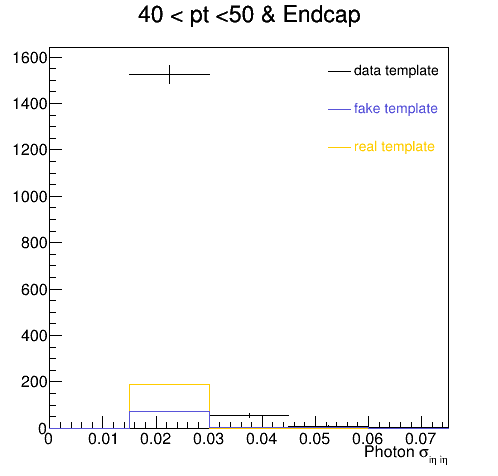 40 < pt <50 & Endcap
1600
1400
1200
1000
800
600
400
200
0
data template
fake template
real template
0 0.01 0.02 0.03 0.04 0.05 0.06 0.07
Photon σiη iη